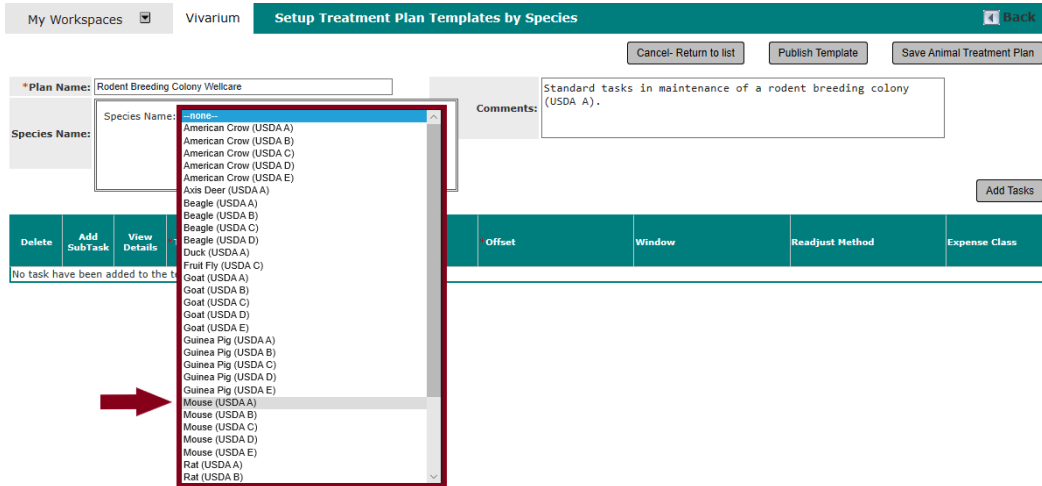 My Workspaces
Vivarium
Setup Treatment Plan Templates by Species
Back
Cancel- Return to list
Publish Template
Save Animal Treatment Plan
*Plan Name:
Rodent Breeding Colony Wellcare
Comments:
Standard tasks in maintenance of a rodent breeding colony
(USDA A).
Species Name:
Species Name:
--none--
American Crow (USDA A)
American Crow (USDA B)
American Crow (USDA C)
American Crow (USDA D)
American Crow (USDA E)
Axis Deer (USDA A)
Beagle (USDA A)
Beagle (USDA B)
Beagle (USDA C)
Beagle (USDA D)
Duck (USDA A)
Fruit Fly (USDA C)
Goat (USDA A)
Goat (USDA B)
Goat (USDA C)
Goat (USDA D)
Goat (USDA E)
Guinea Pig (USDA A)
Guinea Pig (USDA B)
Guinea Pig (USDA C)
Guinea Pig (USDA D)
Guinea Pig (USDA E)
Mouse (USDA A)
Mouse (USDA B)
Mouse (USDA C)
Mouse (USDA D)
Mouse (USDA E)
Rat (USDA A)
Rat (USDA B)
Add Tasks
Delete
Add
SubTask
View
Details
*Offset
Window
Readjust Method
Expense Class
No task have been added to the